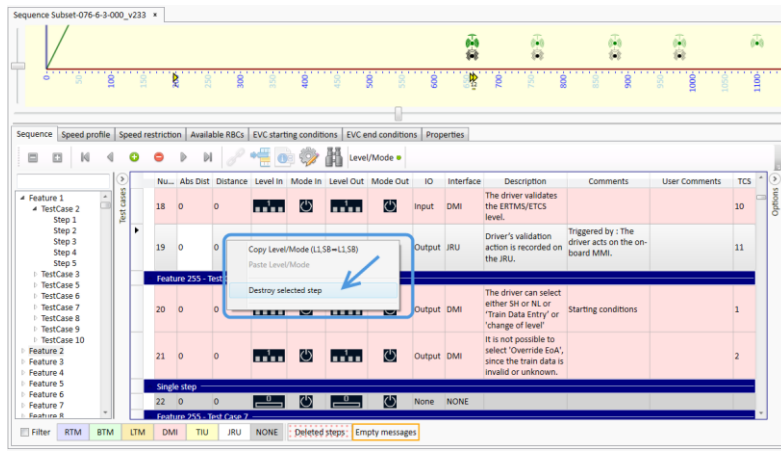 Sequence Subset-076-6-3-000_v233 ×
0 50 100 150 200 250 300 350 400 450 500 550 600 650 700 750 800 850 900 950 1000 1050 1100
Sequence Speed profile Speed restriction Available RBCs EVC starting conditions EVC end conditions Properties
Level/Mode
Test cases
Options
Nu... Abs Dist Distance Level In Mode In Level Out Mode Out IO Interface Description Comments User Comments TCS
Feature 1
TestCase 2
Step 1
Step 2
Step 3
Step 4
Step 5
TestCase 3
TestCase 5
TestCase 6
TestCase 7
TestCase 8
TestCase 9
TestCase 10
Feature 2
Feature 3
Feature 4
Feature 5
Feature 6
Feature 7
Feature 8
18 0 0 Input DMI The driver validates 10
the ERTMS/ETCS
level.
19 0 0 Output JRU Driver's validation 11
action is recorded on
the JRU.
Triggered by : The
driver acts on the on-
board MMI.
Copy Level/Mode (L1,SB→L1,SB)
Paste Level/Mode
Destroy selected step
Feature 255 - Test
20 0 0 Output DMI The driver can select 1
either SH or NL or
'Train Data Entry' or
'change of level'
Starting conditions
21 0 0 Output DMI It is not possible to 2
select 'Override EoA',
since the train data is
invalid or unknown.
Single step
22 0 0 0 0 None NONE
Feature 255 - Test Case 7
Filter RTM BTM LTM DMI TIU JRU NONE Deleted steps Empty messages